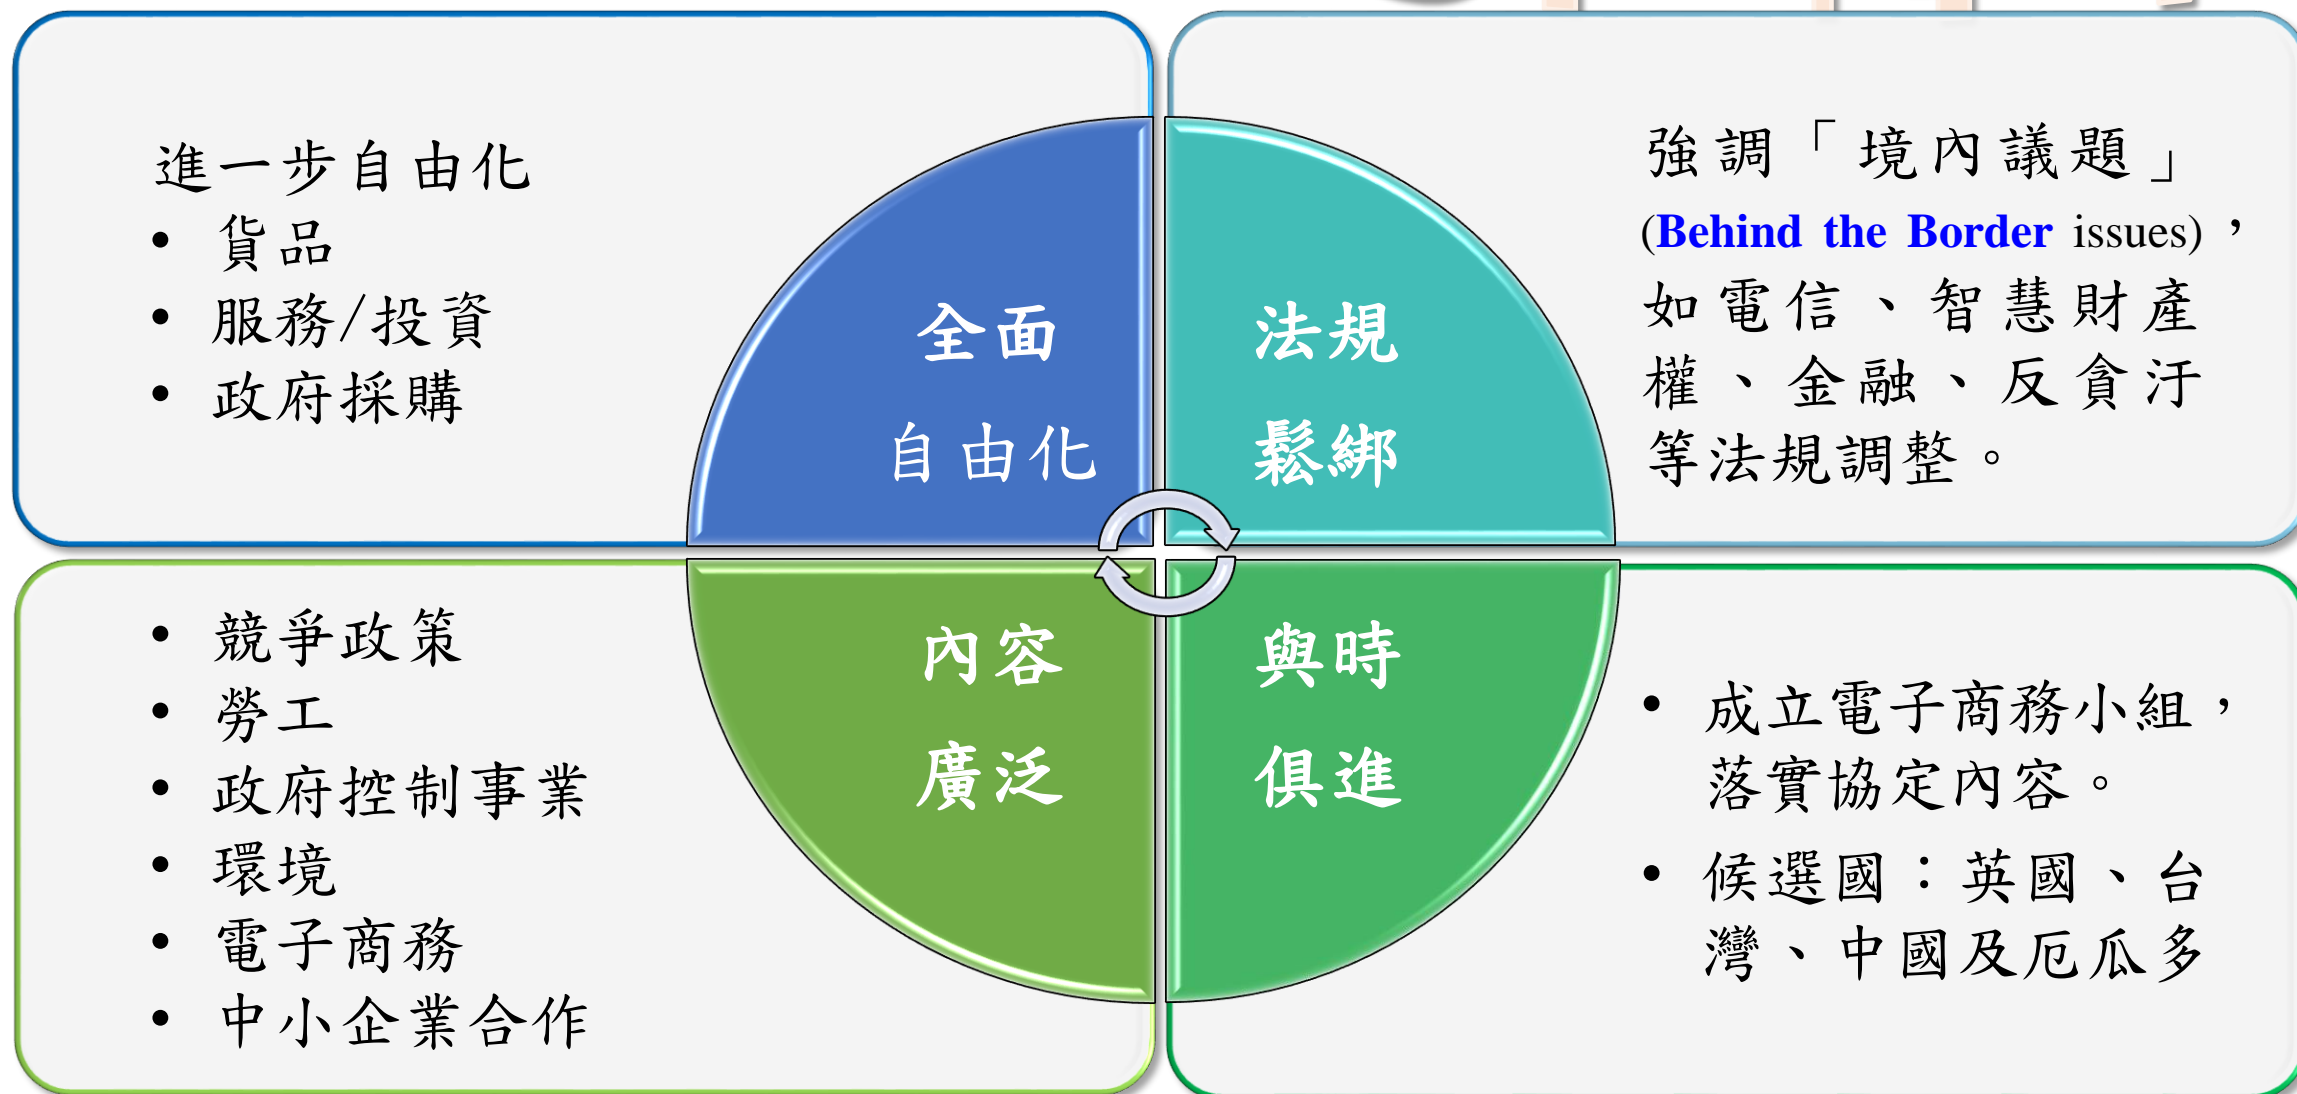 進一步自由化
• 貨品
• 服務/投資
• 政府採購
全面
自由化
法規
鬆綁
強調「境內議題」
(Behind the Border issues)，
如電信、智慧財產
權、金融、反貪汙
等法規調整。
• 競爭政策
• 勞工
• 政府控制事業
• 環境
• 電子商務
• 中小企業合作
內容
廣泛
與時
俱進
• 成立電子商務小組，
落實協定內容。
• 候選國：英國、台
灣、中國及厄瓜多